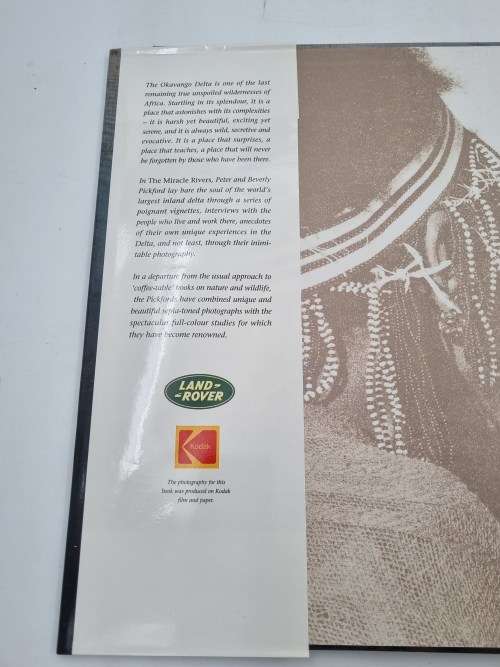 The Okavango Delta is one of the last
remaining true unspoiled wildernesses of
Africa. Startling in its splendour, it is a
place that astonishes with its complexities
– it is harsh yet beautiful, exciting yet
serene, and it is always wild, secretive and
evocative. It is a place that surprises, a
place that teaches, a place that will never
be forgotten by those who have been there.
In The Miracle Rivers, Peter and Beverly
Pickford lay bare the soul of the world's
largest inland delta through a series of
poignant vignettes, interviews with the
people who live and work there, anecdotes
of their own unique experiences in the
Delta, and not least, through their inimi-
table photography.
In a departure from the usual approach to
'coffee-table' books on nature and wildlife,
the Pickfords have combined unique and
beautiful sepia-toned photographs with the
spectacular full-colour studies for which
they have become renowned.
LAND-
-ROVER
Kodak
The photography for this
book was produced on Kodak
film and paper.